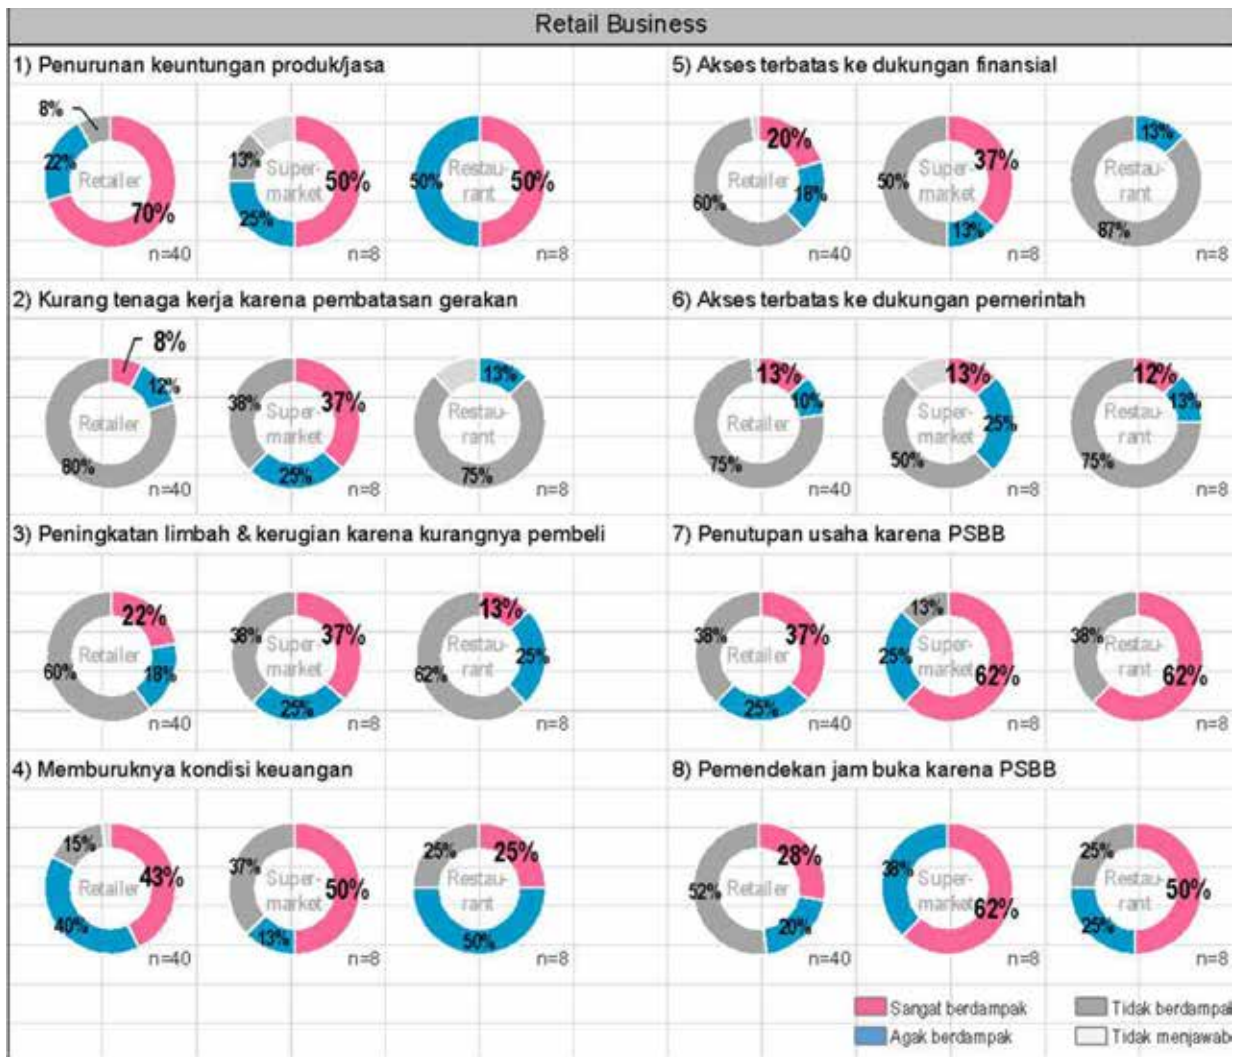 Retail Business
1) Penurunan keuntungan produk/jasa
8%
22%
Retailer
70%
n=40
13%
Super-
market
50%
25%
n=8
50%
Restau-
rant
50%
n=8
2) Kurang tenaga kerja karena pembatasan gerakan
8%
12%
Retailer
80%
n=40
38%
Super-
market
37%
25%
n=8
13%
Restau-
rant
75%
n=8
3) Peningkatan limbah & kerugian karena kurangnya pembeli
22%
Retailer
60%
18%
n=40
38%
Super-
market
37%
25%
n=8
13%
Restau-
rant
25%
62%
n=8
4) Memburuknya kondisi keuangan
15%
Retailer
43%
40%
n=40
37%
Super-
market
50%
13%
n=8
25%
25%
Restau-
rant
50%
n=8
5) Akses terbatas ke dukungan finansial
20%
Retailer
18%
60%
n=40
37%
Super-
market
50%
13%
n=8
13%
Restau-
rant
87%
n=8
6) Akses terbatas ke dukungan pemerintah
13%
10%
Retailer
75%
n=40
13%
Super-
market
25%
50%
n=8
12%
13%
Restau-
rant
75%
n=8
7) Penutupan usaha karena PSBB
38%
37%
Retailer
25%
n=40
13%
25%
Super-
market
62%
n=8
38%
Restau-
rant
62%
n=8
8) Pemendekan jam buka karena PSBB
28%
Retailer
52%
20%
n=40
38%
Super-
market
62%
n=8
25%
Restau-
rant
50%
25%
n=8
Sangat berdampak
Tidak berdampa
Agak berdampak
Tidak menjawab